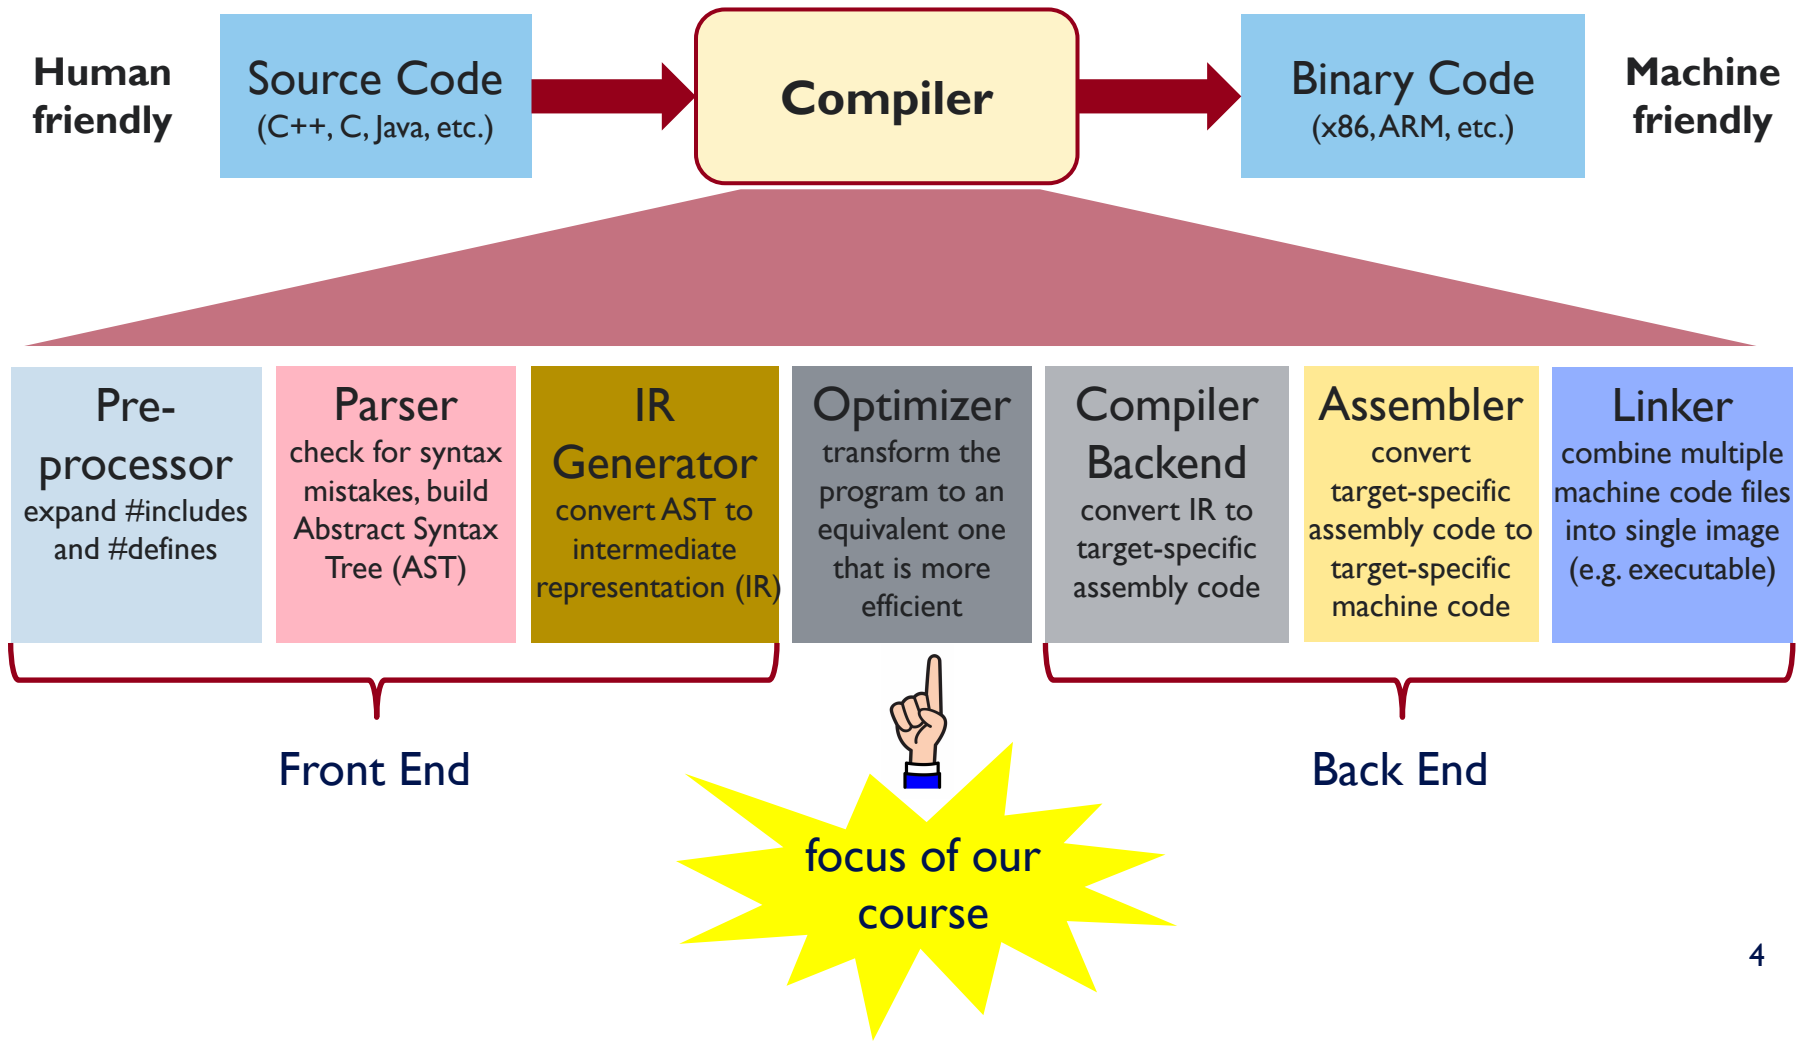 Human
friendly
Source Code
(C++, C, Java, etc.)
Compiler
Binary Code
(x86, ARM, etc.)
Machine
friendly
Pre-
processor
expand #includes
and #defines
Parser
check for syntax
mistakes, build
Abstract Syntax
Tree (AST)
IR
Generator
convert AST to
intermediate
representation (IR)
Optimizer
transform the
program to an
equivalent one
that is more
efficient
Compiler
Backend
convert IR to
target-specific
assembly code
Assembler
convert
target-specific
assembly code to
target-specific
machine code
Linker
combine multiple
machine code files
into single image
(e.g. executable)
Front End
Back End
focus of our
course
4